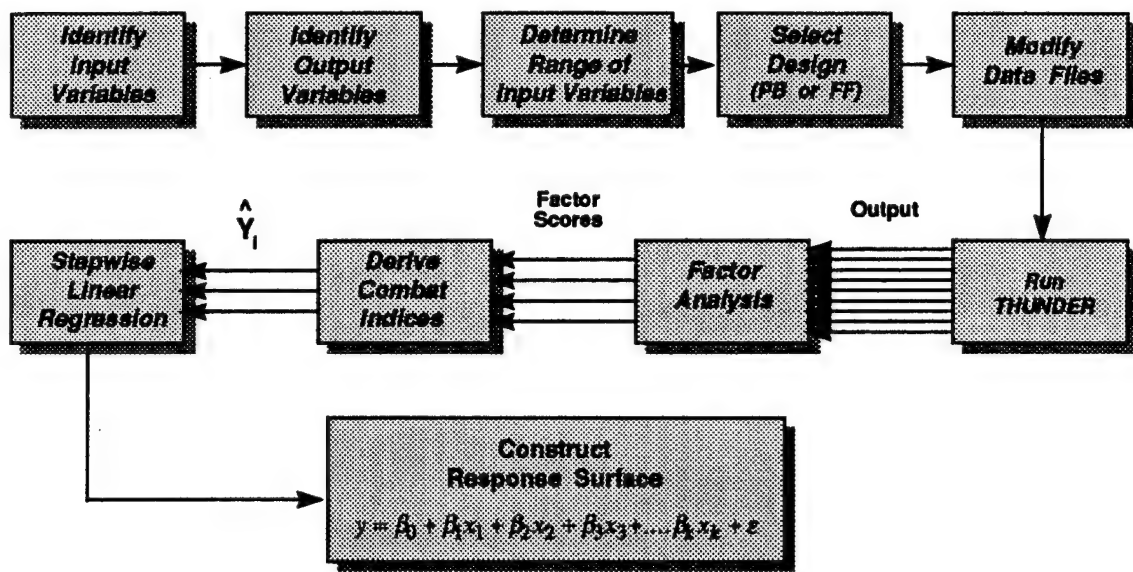 Identify
Input
Variables
Identify
Output
Variables
Determine
Range of
Input Variables
Select
Design
(PB or FF)
Modify
Data Files
Run
THUNDER
Output
Factor
Analysis
Factor
Scores
Derive
Combat
Indices
Ŷi
Stepwise
Linear
Regression
Construct
Response Surface
y = β0 + β1x1 + β2x2 + β3x3 +....βkxk + ε